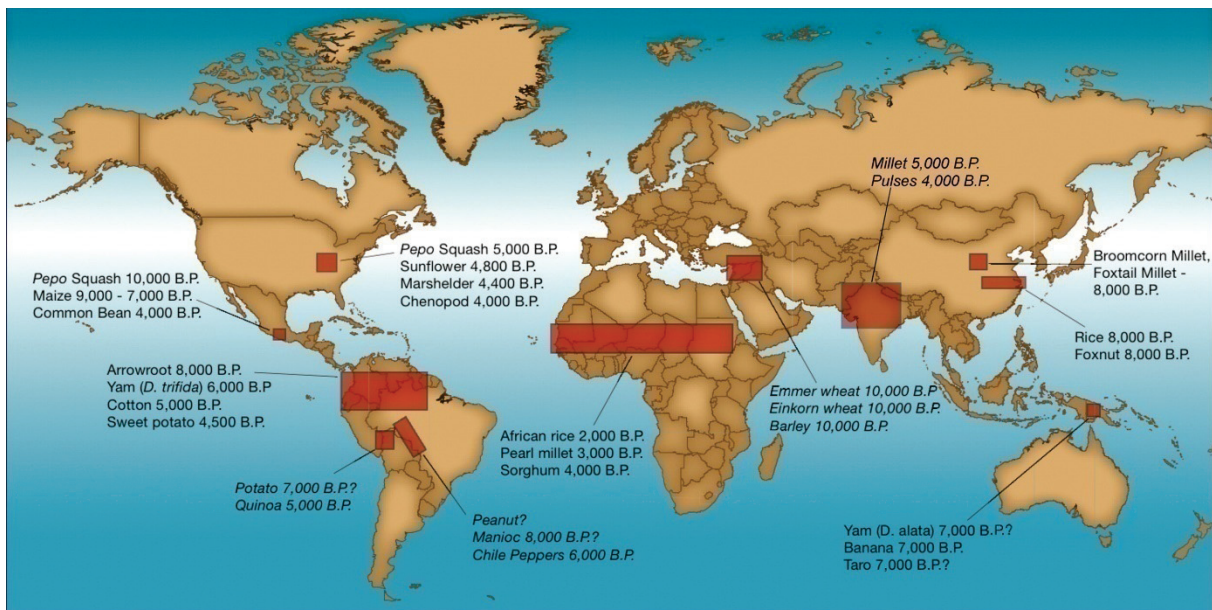 Millet 5,000 B.P.
Pulses 4,000 B.P.
Pepo Squash 5,000 B.P.
Sunflower 4,800 B.P.
Marshelder 4,400 B.P.
Chenopod 4,000 B.P.
Broomcorn Millet,
Foxtail Millet -
8,000 B.P.
Pepo Squash 10,000 B.P.
Maize 9,000 - 7,000 B.P.
Common Bean 4,000 B.P.
Rice 8,000 B.P.
Foxnut 8,000 B.P.
Arrowroot 8,000 B.P.
Yam (D. trifida) 6,000 B.P
Cotton 5,000 B.P.
Sweet potato 4,500 B.P.
Emmer wheat 10,000 B.P
Einkorn wheat 10,000 B.P.
Barley 10,000 B.P.
African rice 2,000 B.P.
Pearl millet 3,000 B.P.
Sorghum 4,000 B.P.
Potato 7,000 B.P.?
Quinoa 5,000 B.P.
Peanut?
Manioc 8,000 B.P.?
Chile Peppers 6,000 B.P.
Yam (D. alata) 7,000 B.P.?
Banana 7,000 B.P.
Taro 7,000 B.P.?